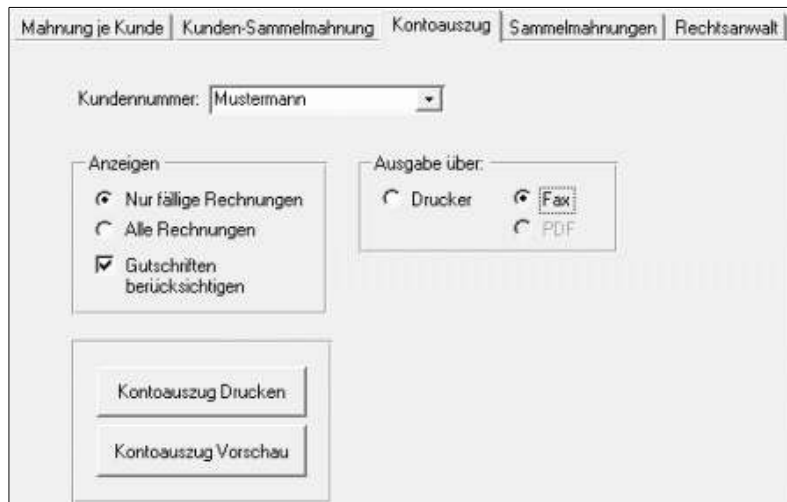 Mahnung je Kunde Kunden-Sammelmahnung Kontoauszug Sammelmahnungen Rechtsanwalt
Kundennummer: Mustermann
Anzeigen
Nur fällige Rechnungen
Alle Rechnungen
Gutschriften
berücksichtigen
Ausgabe über:
Drucker Fax
PDF
Kontoauszug Drucken
Kontoauszug Vorschau